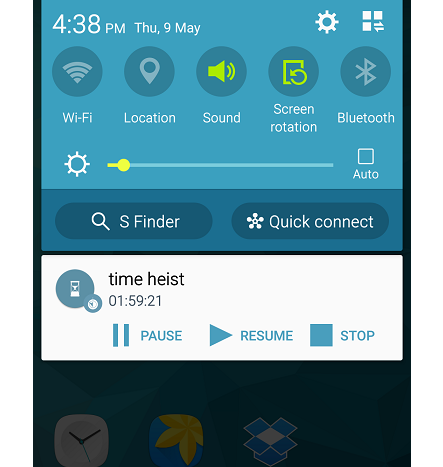 4:38 PM Thu, 9 May
Wi-Fi Location Sound Screen rotation Bluetooth
Auto
S Finder Quick connect
time heist
01:59:21
PAUSE RESUME STOP